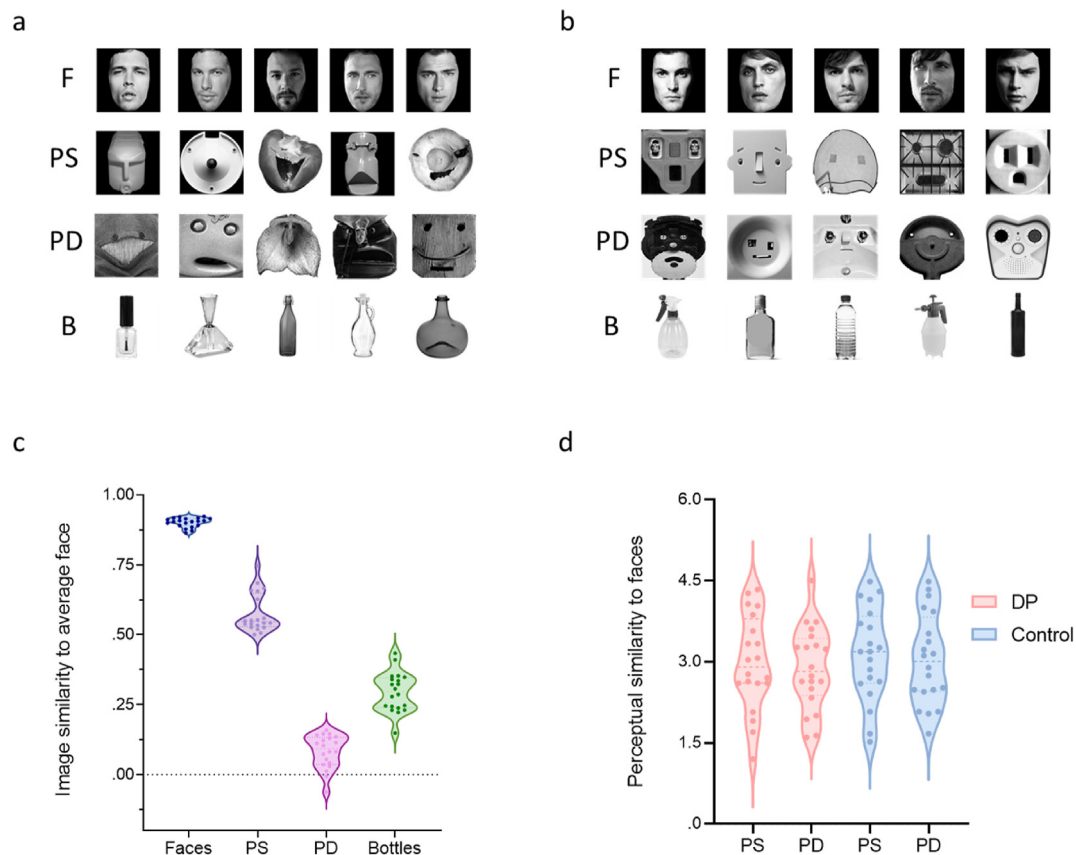 a
F
PS
PD
B
b
F
PS
PD
B
c
Image similarity to average face
1.00
.75
.50
.25
.00
Faces
PS
PD
Bottles
d
Perceptual similarity to faces
6.0
4.5
3.0
1.5
.0
PS
PD
PS
PD
DP
Control